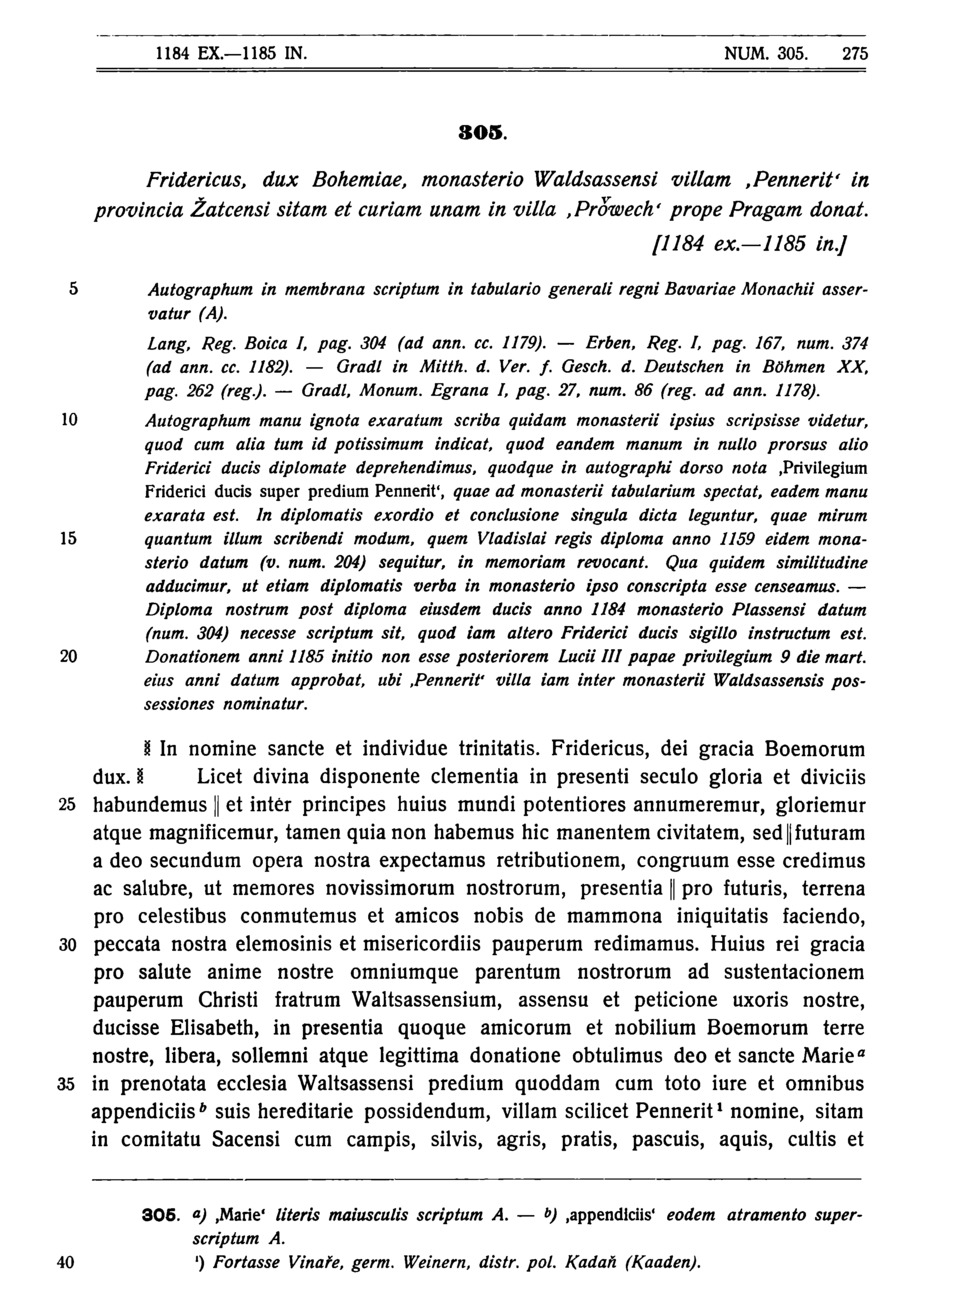 1184 EX.—1185 IN. NUM. 305. 275
305.
Fridericus, dux Bohemiae, monasterio Waldsassensi villam ‚Pennerit‘ in
provincia Žatcensi sitam et curiam unam in villa ‚Prǒwech‘ prope Pragam donat.
[1184 ex.—1185 in.]
5 Autographum in membrana scriptum in tabulario generali regni Bavariae Monachii asser-
vatur (A).
Lang, Reg. Boica I, pag. 304 (ad ann. cc. 1179). — Erben, Reg. I, pag. 167, num. 374
(ad ann. cc. 1182). — Gradl in Mitth. d. Ver. f. Gesch. d. Deutschen in Böhmen XX,
pag. 262 (reg.). — Gradl, Monum. Egrana I, pag. 27, num. 86 (reg. ad ann. 1178).
10 Autographum manu ignota exaratum scriba quidam monasterii ipsius scripsisse videtur,
quod cum alia tum id potissimum indicat, quod eandem manum in nullo prorsus alio
Friderici ducis diplomate deprehendimus, quodque in autographi dorso nota ‚Privilegium
Friderici ducis super predium Pennerit‘, quae ad monasterii tabularium spectat, eadem manu
exarata est. In diplomatis exordio et conclusione singula dicta leguntur, quae mirum
15 quantum illum scribendi modum, quem Vladislai regis diploma anno 1159 eidem mona-
sterio datum (v. num. 204) sequitur, in memoriam revocant. Qua quidem similitudine
adducimur, ut etiam diplomatis verba in monasterio ipso conscripta esse censeamus. —
Diploma nostrum post diploma eiusdem ducis anno 1184 monasterio Plassensi datum
(num. 304) necesse scriptum sit, quod iam altero Friderici ducis sigillo instructum est.
20 Donationem anni 1185 initio non esse posteriorem Lucii III papae privilegium 9 die mart.
eius anni datum approbat, ubi ‚Pennerit‘ villa iam inter monasterii Waldsassensis pos-
sessiones nominatur.
⁑ In nomine sancte et individue trinitatis. Fridericus, dei gracia Boemorum
dux. ⁑ Licet divina disponente clementia in presenti seculo gloria et diviciis
25 habundemus || et inter principes huius mundi potentiores annumeremur, gloriemur
atque magnificemur, tamen quia non habemus hic manentem civitatem, sed || futuram
a deo secundum opera nostra expectamus retributionem, congruum esse credimus
ac salubre, ut memores novissimorum nostrorum, presentia || pro futuris, terrena
pro celestibus conmutemus et amicos nobis de mammona iniquitatis faciendo,
30 peccata nostra elemosinis et misericordiis pauperum redimamus. Huius rei gracia
pro salute anime nostre omniumque parentum nostrorum ad sustentacionem
pauperum Christi fratrum Waltsassensium, assensu et peticione uxoris nostre,
ducisse Elisabeth, in presentia quoque amicorum et nobilium Boemorum terre
nostre, libera, sollemni atque legittima donatione obtulimus deo et sancte Marie ᵃ
35 in prenotata ecclesia Waltsassensi predium quoddam cum toto iure et omnibus
appendiciis ᵇ suis hereditarie possidendum, villam scilicet Pennerit ¹ nomine, sitam
in comitatu Sacensi cum campis, silvis, agris, pratis, pascuis, aquis, cultis et
305. a) ‚Marie‘ literis maiusculis scriptum A. — b) ‚appendiciis‘ eodem atramento super-
scriptum A.
40 ¹) Fortasse Vinaře, germ. Weinern, distr. pol. Kadaň (Kaaden).